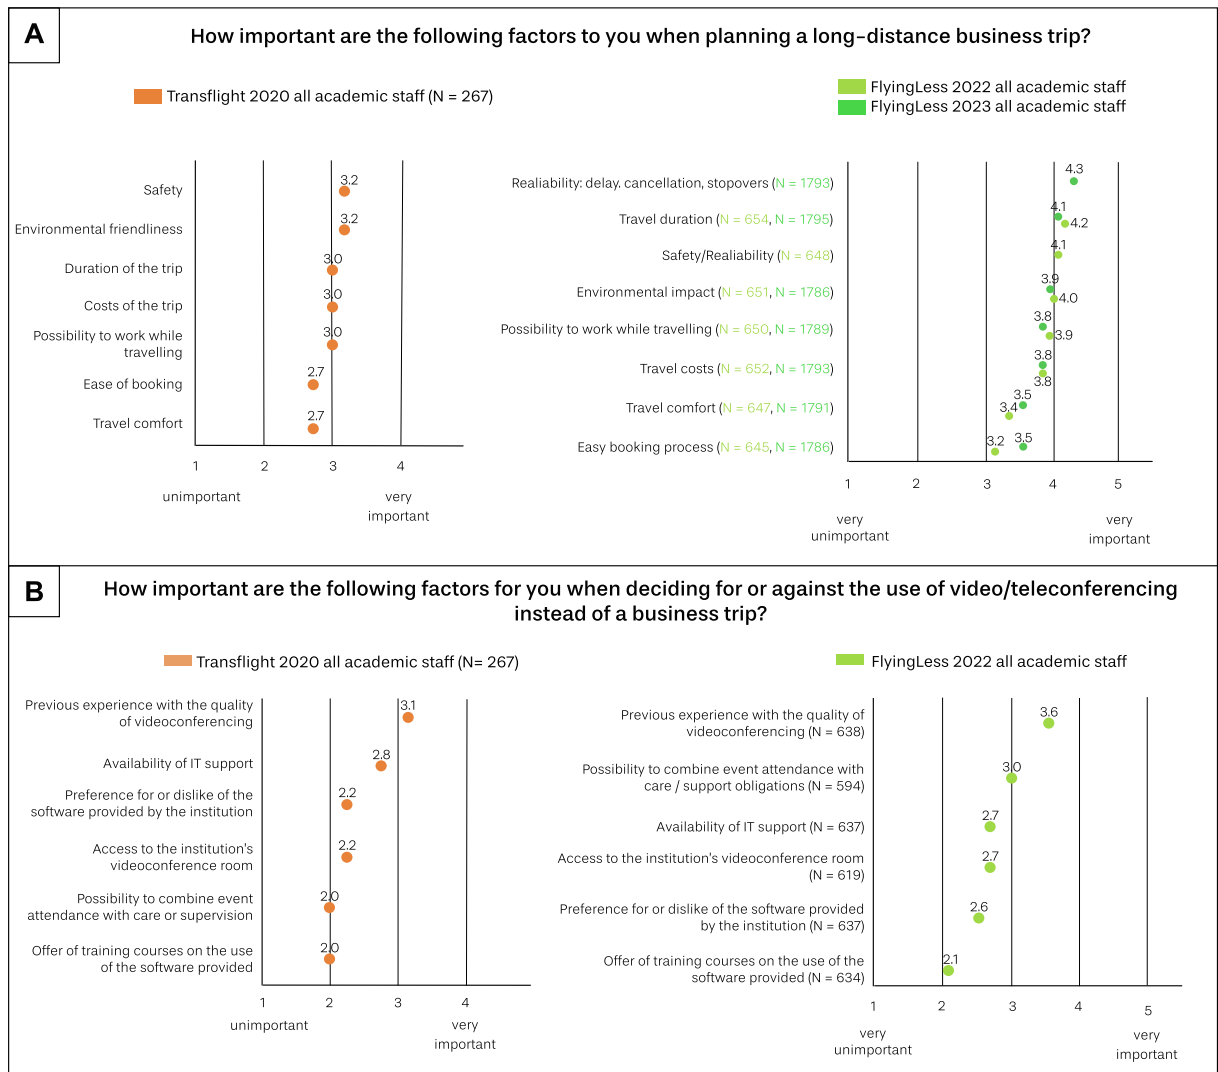 A
How important are the following factors to you when planning a long-distance business trip?
Transflight 2020 all academic staff (N = 267)
Safety
Environmental friendliness
Duration of the trip
Costs of the trip
Possibility to work while
travelling
Ease of booking
Travel comfort
3.2
3.2
3.0
3.0
3.0
2.7
2.7
1
2
3
4
unimportant
very
important
FlyingLess 2022 all academic staff
FlyingLess 2023 all academic staff
Realiability: delay. cancellation, stopovers (N = 1793)
Travel duration (N = 654, N = 1795)
Safety/Realiability (N = 648)
Environmental impact (N = 651, N = 1786)
Possibility to work while travelling (N = 650, N = 1789)
Travel costs (N = 652, N = 1793)
Travel comfort (N = 647, N = 1791)
Easy booking process (N = 645, N = 1786)
4.3
4.1
4.2
4.1
3.9
4.0
3.8
3.9
3.8
3.8
3.5
3.4
3.2
3.5
1
2
3
4
5
very
unimportant
very
important
B
How important are the following factors for you when deciding for or against the use of video/teleconferencing
instead of a business trip?
Transflight 2020 all academic staff (N= 267)
Previous experience with the quality
of videoconferencing
Availability of IT support
Preference for or dislike of the
software provided by the institution
Access to the institution's
videoconference room
Possibility to combine event
attendance with care or supervision
Offer of training courses on the use
of the software provided
3.1
2.8
2.2
2.2
2.0
2.0
1
2
3
4
unimportant
very
important
FlyingLess 2022 all academic staff
Previous experience with the quality of
videoconferencing (N = 638)
Possibility to combine event attendance with
care / support obligations (N = 594)
Availability of IT support (N = 637)
Access to the institution's videoconference room
(N = 619)
Preference for or dislike of the software provided
by the institution (N = 637)
Offer of training courses on the use of the
software provided (N = 634)
3.6
3.0
2.7
2.7
2.6
2.1
1
2
3
4
5
very
unimportant
very
important